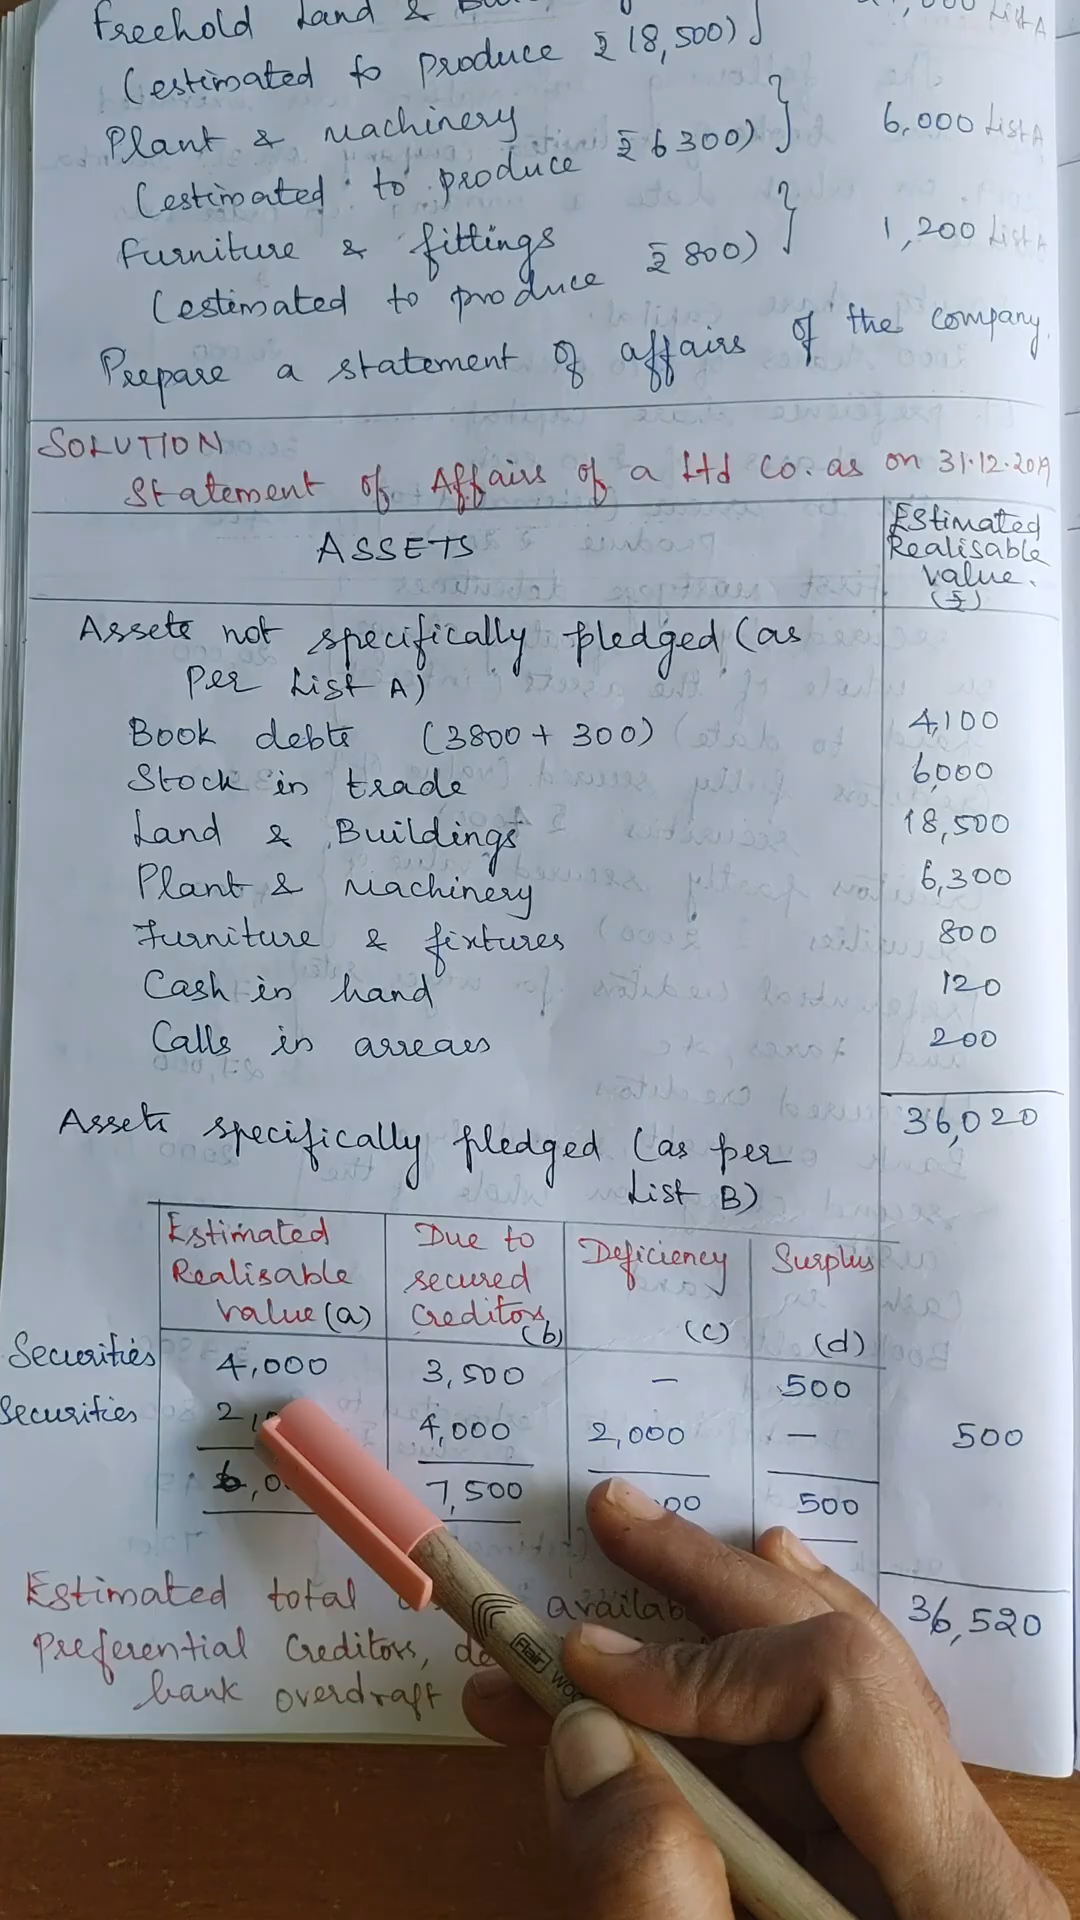 Freehold Land &
(estimated to produce ₹ 18,500)
Plant & Machinery 6,000 List A
(estimated to produce ₹ 6300)
Furniture & fittings 1,200 List A
(estimated to produce ₹ 800)
Prepare a statement of affairs of the company.
SOLUTION
Statement of Affairs of a Ltd Co. as on 31.12.2019
ASSETS
Estimated
Realisable
value.
(₹)
Assets not specifically pledged (as
per List A)
Book debts (3800 + 300) 4,100
Stock in trade 6,000
Land & Buildings 18,500
Plant & Machinery 6,300
Furniture & fixtures 800
Cash in hand 120
Calls in arrears 200
36,020
Assets specifically pledged (as per
List B)
Estimated Realisable value (a)
Due to secured Creditors (b)
Deficiency (c)
Surplus (d)
Securities 4,000 3,500 – 500
Securities 4,000 2,000 – 500
7,500 500
Estimated total 36,520
preferential Creditors,
bank overdraft
Flair